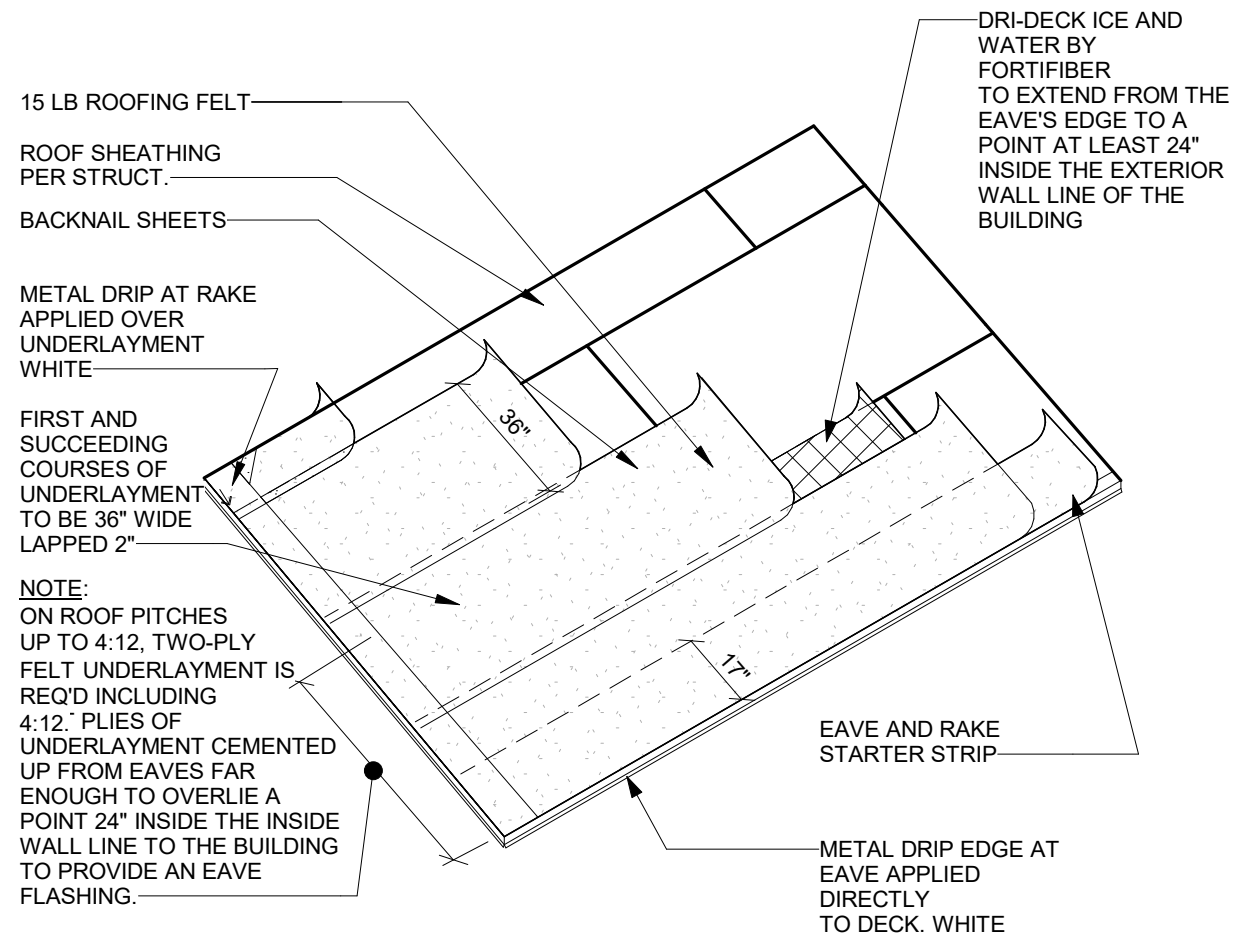 DRI-DECK ICE AND
WATER BY
FORTIFIBER
TO EXTEND FROM THE
EAVE'S EDGE TO A
POINT AT LEAST 24"
INSIDE THE EXTERIOR
WALL LINE OF THE
BUILDING
15 LB ROOFING FELT
ROOF SHEATHING
PER STRUCT.
BACKNAIL SHEETS
METAL DRIP AT RAKE
APPLIED OVER
UNDERLAYMENT
WHITE
FIRST AND
SUCCEEDING
COURSES OF
UNDERLAYMENT
TO BE 36" WIDE
LAPPED 2"
NOTE:
ON ROOF PITCHES
UP TO 4:12, TWO-PLY
FELT UNDERLAYMENT IS
REQ'D INCLUDING
4:12.- PLIES OF
UNDERLAYMENT CEMENTED
UP FROM EAVES FAR
ENOUGH TO OVERLIE A
POINT 24" INSIDE THE INSIDE
WALL LINE TO THE BUILDING
TO PROVIDE AN EAVE
FLASHING.
36"
17"
EAVE AND RAKE
STARTER STRIP
METAL DRIP EDGE AT
EAVE APPLIED
DIRECTLY
TO DECK. WHITE